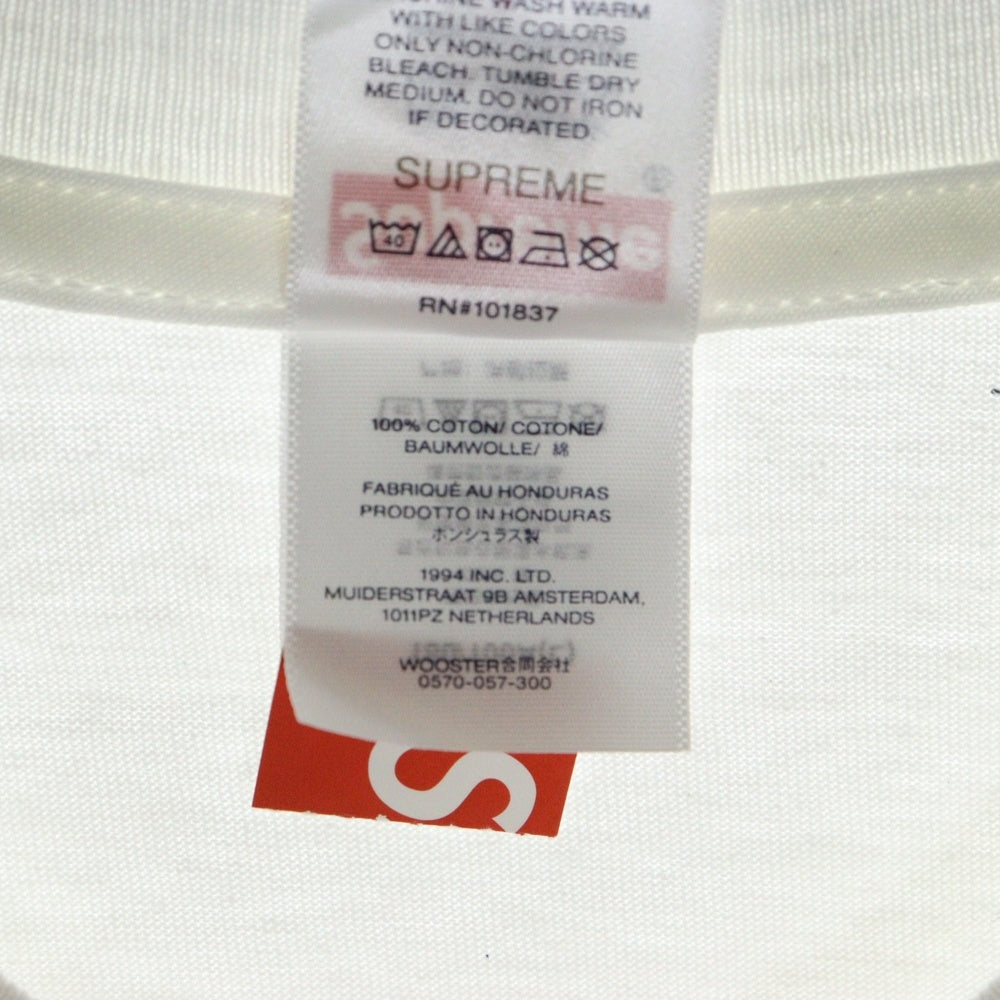 WASH WARM
WITH LIKE COLORS
ONLY NON-CHLORINE
BLEACH. TUMBLE DRY
MEDIUM. DO NOT IRON
IF DECORATED.
SUPREME
40
RN#101837
100% COTON/ COTONE/
BAUMWOLLE/ 綿
FABRIQUÉ AU HONDURAS
PRODOTTO IN HONDURAS
ホンジュラス製
1994 INC. LTD.
MUIDERSTRAAT 9B AMSTERDAM,
1011PZ NETHERLANDS
WOOSTER合同会社
0570-057-300
S